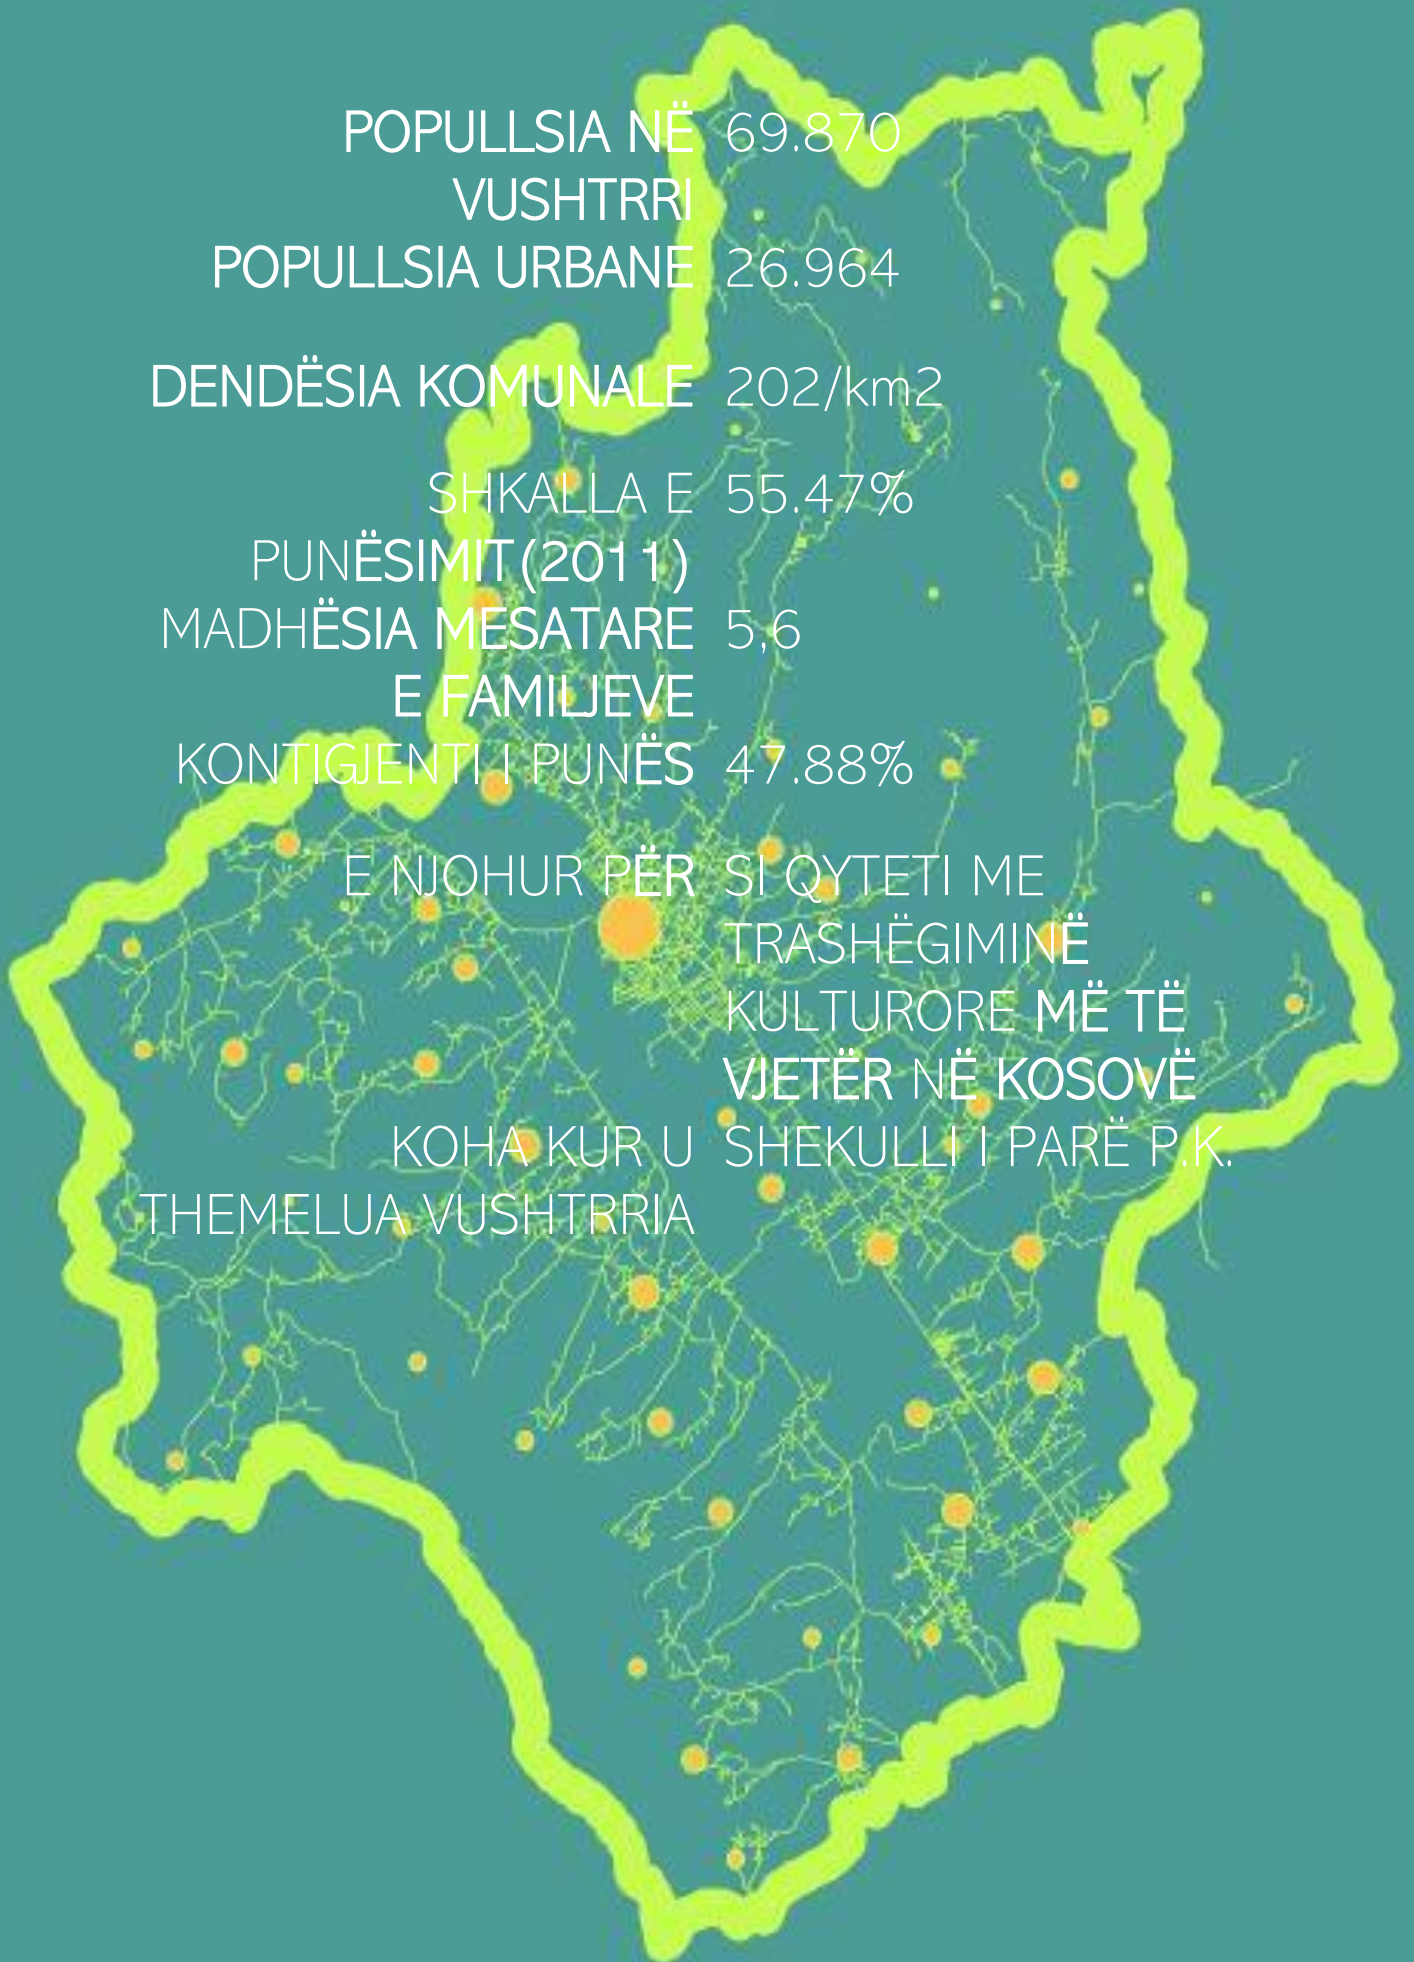 POPULLSIA NË 69.870
VUSHTRRI
POPULLSIA URBANE 26.964
DENDËSIA KOMUNALE 202/km2
SHKALLA E 55.47%
PUNËSIMIT(2011)
MADHËSIA MESATARE 5,6
E FAMILJEVE
KONTIGJENTI I PUNËS 47.88%
E NJOHUR PËR SI QYTETI ME
TRASHËGIMINË
KULTURORE MË TË
VJETËR NË KOSOVË
KOHA KUR U SHEKULLI I PARË P.K.
THEMELUA VUSHTRRIA